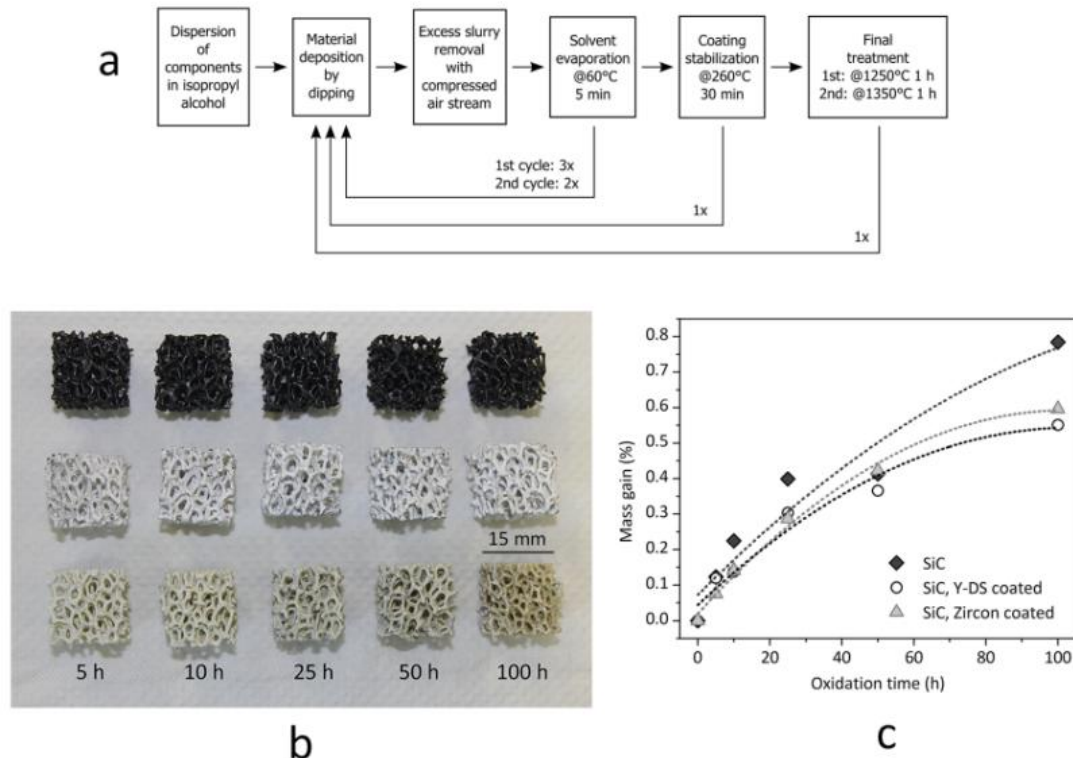 a
Dispersion
of
components
in isopropyl
alcohol
Material
deposition
by
dipping
Excess slurry
removal
with
compressed
air stream
Solvent
evaporation
@60°C
5 min
Coating
stabilization
@260°C
30 min
Final
treatment
1st: @1250°C 1 h
2nd: @1350°C 1 h
1st cycle: 3x
2nd cycle: 2x
1x
1x
15 mm
5 h
10 h
25 h
50 h
100 h
b
Mass gain (%)
0.8
0.7
0.6
0.5
0.4
0.3
0.2
0.1
0.0
SiC
SiC, Y-DS coated
SiC, Zircon coated
0
20
40
60
80
100
Oxidation time (h)
c